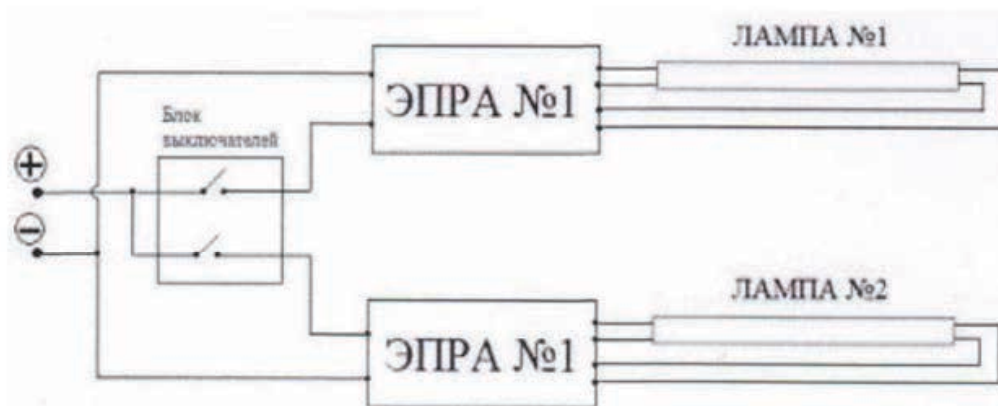 ЛАМПА №1
ЭПРА №1
Блок
выключателей
+
−
ЛАМПА №2
ЭПРА №1